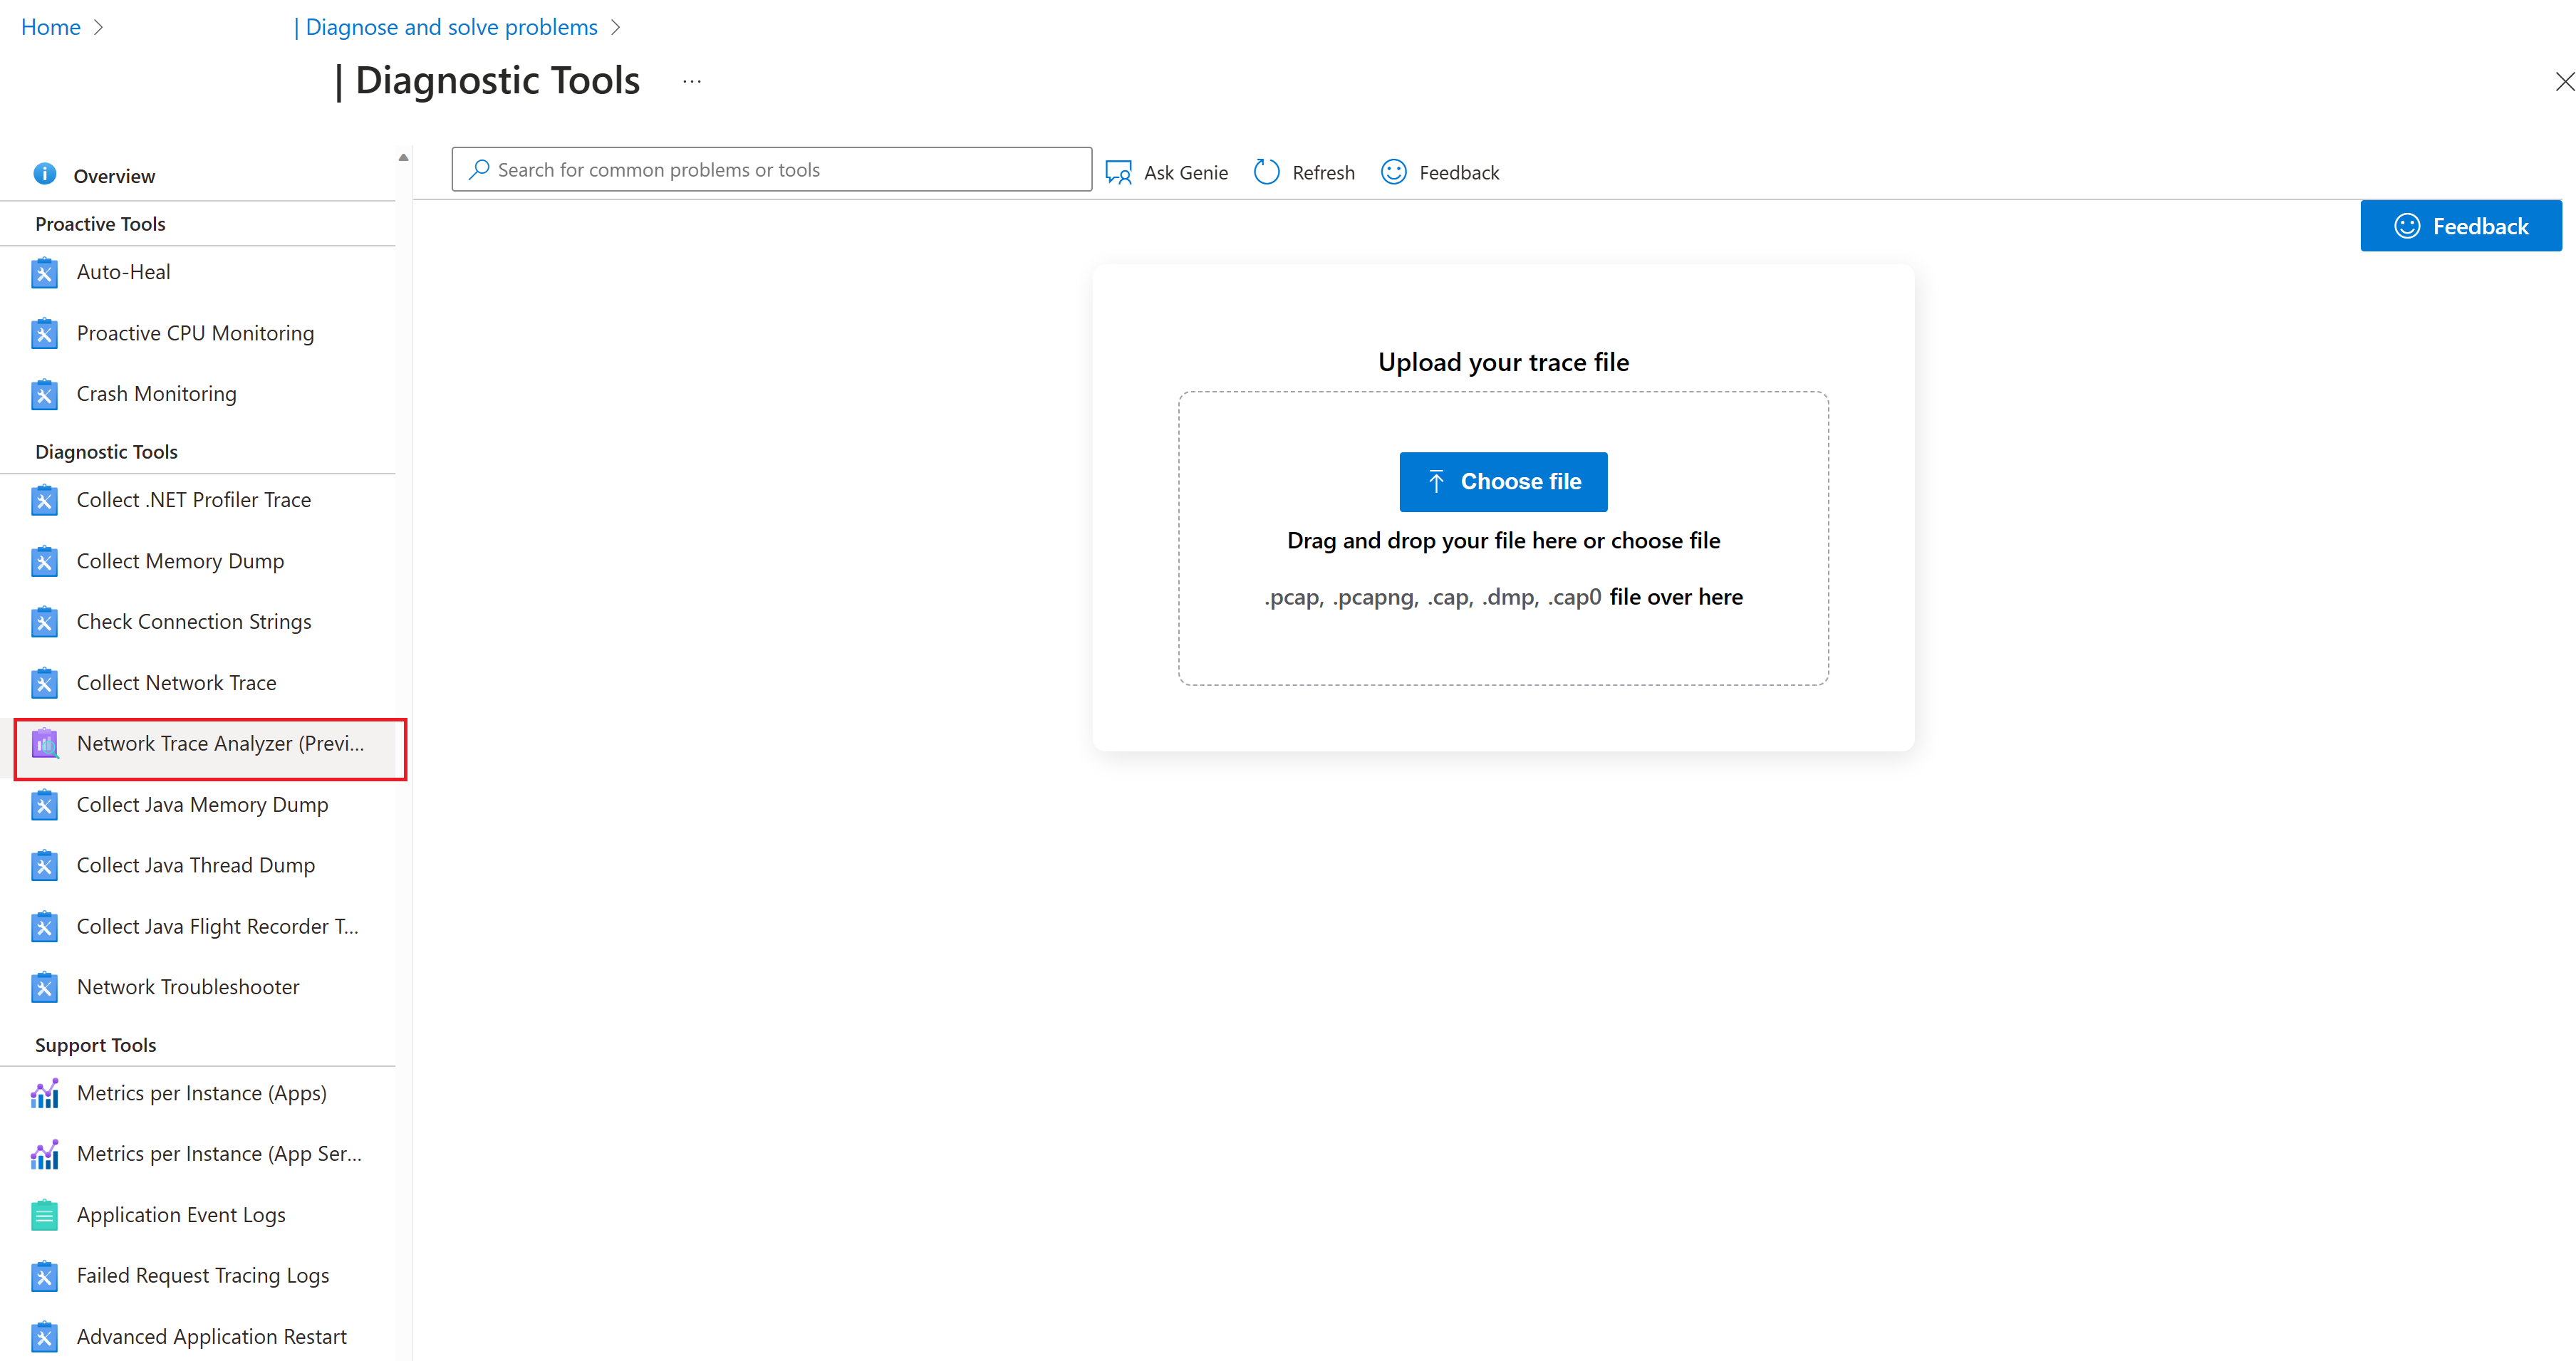 Home
| Diagnose and solve problems
| Diagnostic Tools ...
Search for common problems or tools
Ask Genie
Refresh
Feedback
Feedback
Overview
Proactive Tools
Auto-Heal
Proactive CPU Monitoring
Crash Monitoring
Diagnostic Tools
Collect .NET Profiler Trace
Collect Memory Dump
Check Connection Strings
Collect Network Trace
Network Trace Analyzer (Previ...
Collect Java Memory Dump
Collect Java Thread Dump
Collect Java Flight Recorder T...
Network Troubleshooter
Support Tools
Metrics per Instance (Apps)
Metrics per Instance (App Ser...
Application Event Logs
Failed Request Tracing Logs
Advanced Application Restart
Upload your trace file
Choose file
Drag and drop your file here or choose file
.pcap, .pcapng, .cap, .dmp, .cap0 file over here